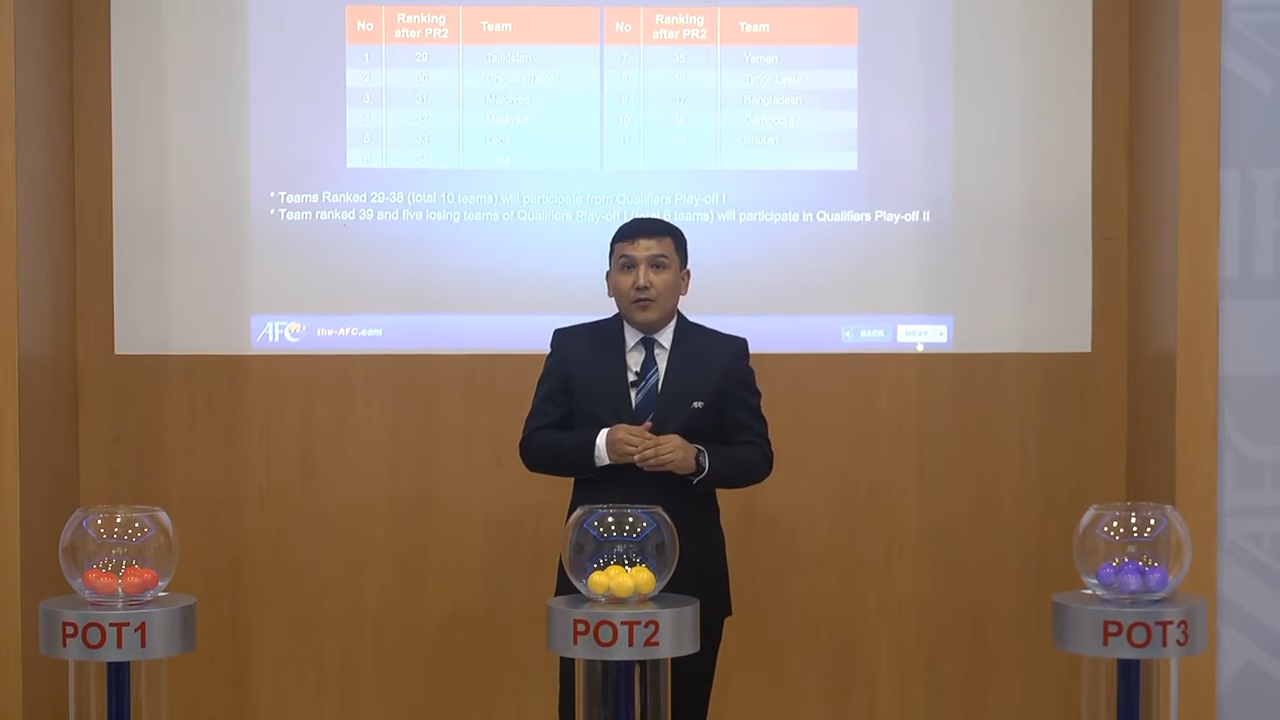 No Ranking after PR2 Team No Ranking after PR2 Team
1 29 Tajikistan 7 35 Yemen
2 30 Chinese Taipei 8 36 Timor-Leste
3 31 Maldives 9 37 Bangladesh
4 32 Malaysia 10 38 Cambodia
5 33 Laos 11 39 Bhutan
6 34 India
* Teams Ranked 29-38 (total 10 teams) will participate from Qualifiers Play-off I
* Team ranked 39 and five losing teams of Qualifiers Play-off I (total 6 teams) will participate in Qualifiers Play-off II
AFC the-AFC.com BACK NEXT
AFC
POT1 POT2 POT3